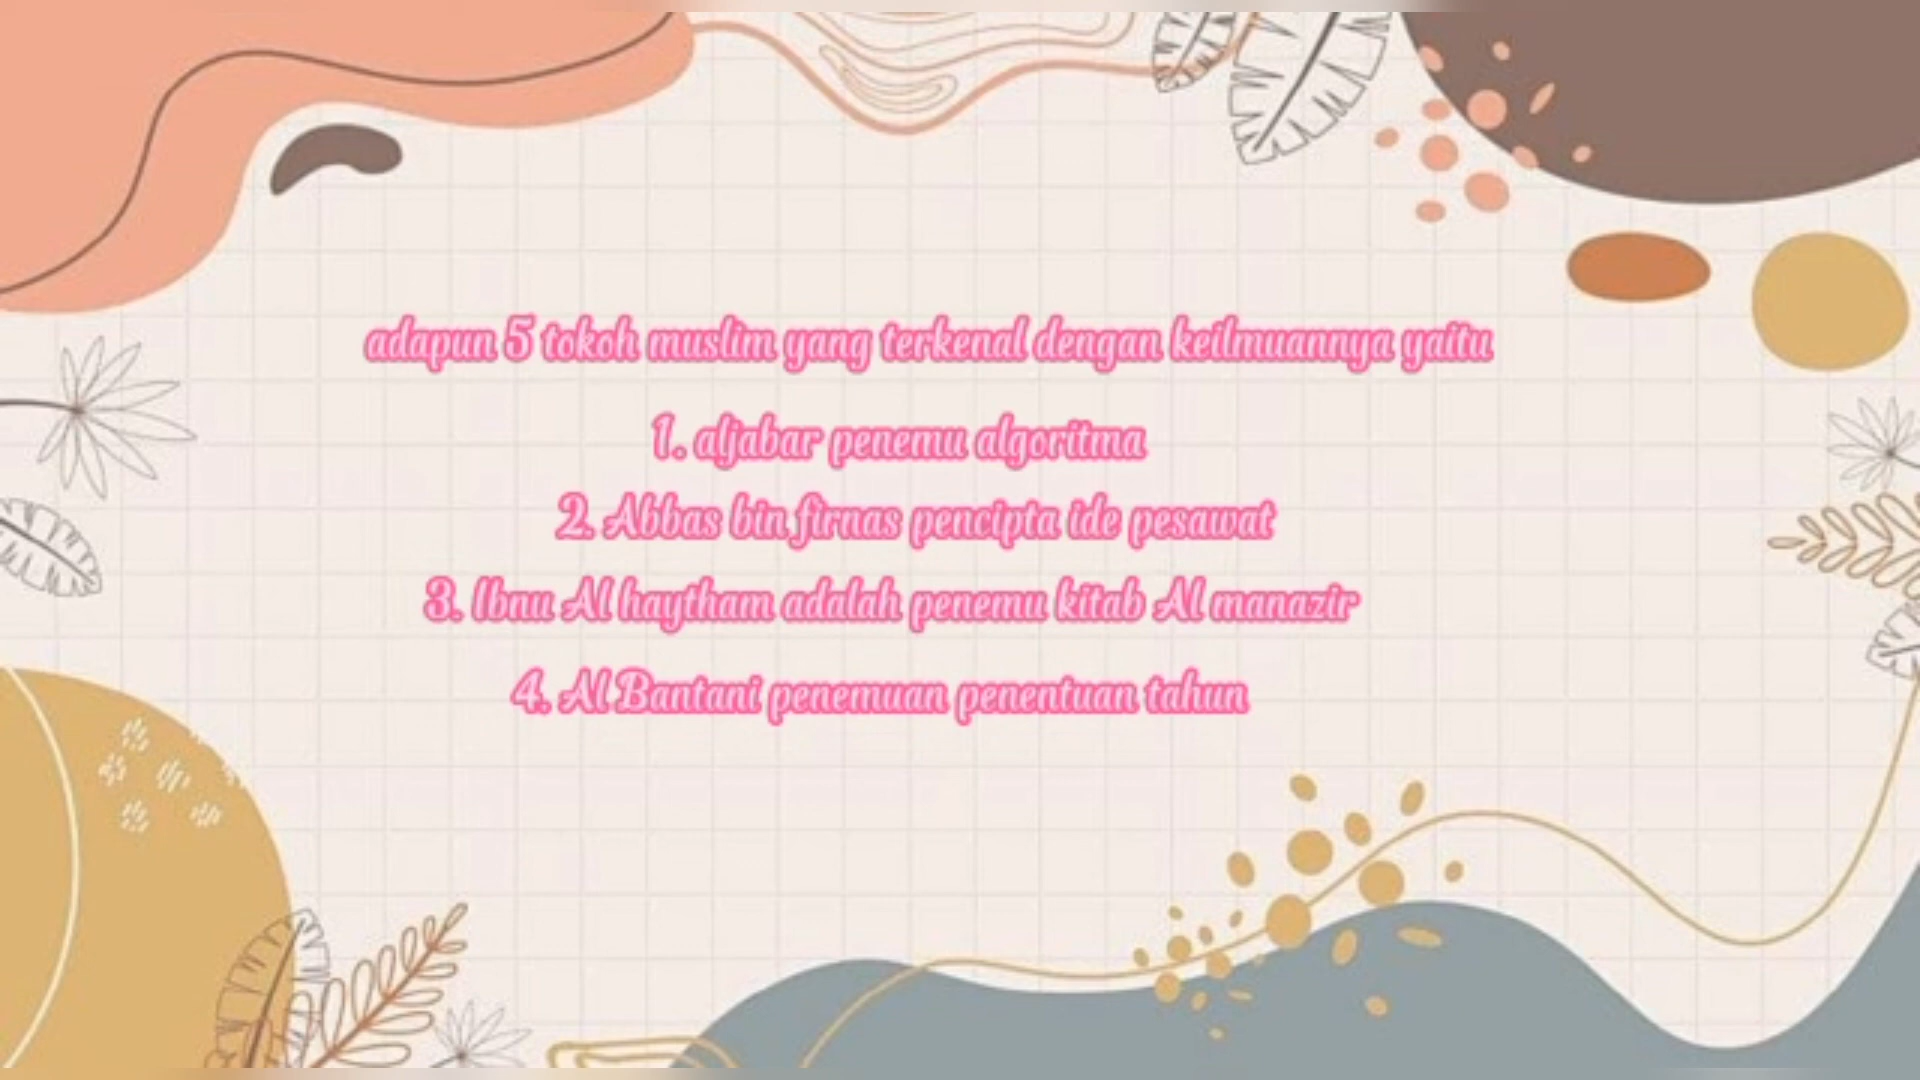 adapun 5 tokoh muslim yang terkenal dengan keilmuannya yaitu
1. aljabar penemu algoritma
2. Abbas bin firnas pencipta ide pesawat
3. Ibnu Al haytham adalah penemu kitab Al manazir
4. Al Bantani penemuan penentuan tahun